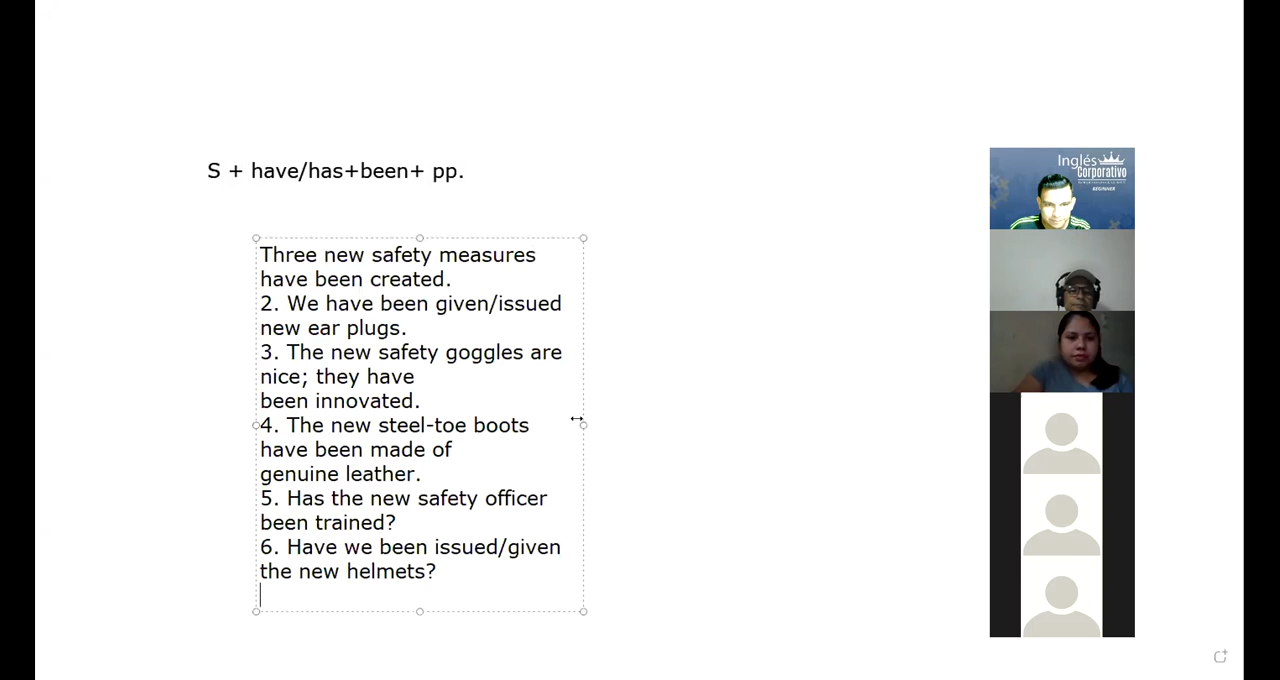 S + have/has+been+ pp.
Three new safety measures
have been created.
2. We have been given/issued
new ear plugs.
3. The new safety goggles are
nice; they have
been innovated.
4. The new steel-toe boots
have been made of
genuine leather.
5. Has the new safety officer
been trained?
6. Have we been issued/given
the new helmets?
Inglés
Corporativo
BEGINNER